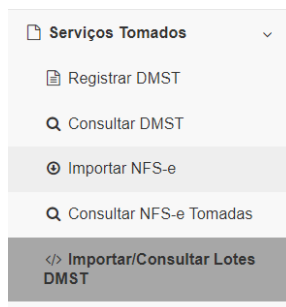 Serviços Tomados
Registrar DMST
Consultar DMST
Importar NFS-e
Consultar NFS-e Tomadas
Importar/Consultar Lotes
DMST